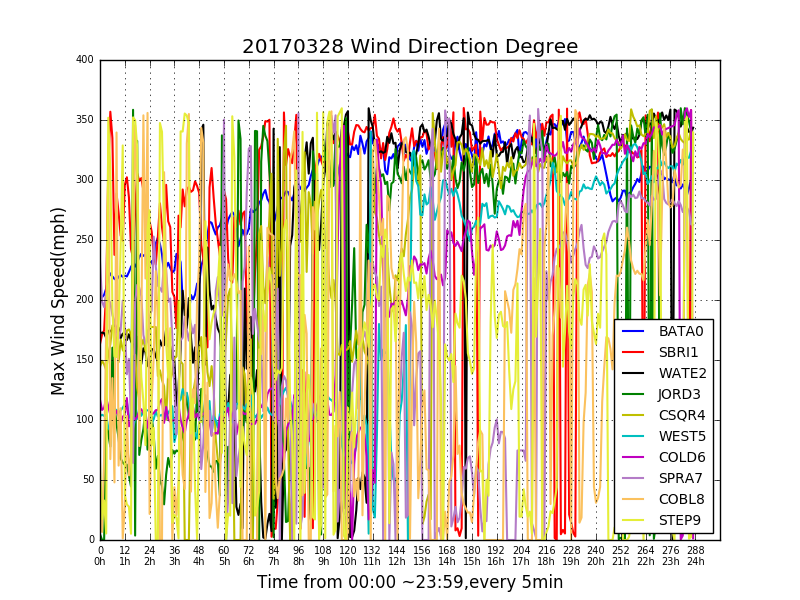 20170328 Wind Direction Degree
Max Wind Speed(mph)
400
350
300
250
200
150
100
50
0
BATA0
SBRI1
WATE2
JORD3
CSQR4
WEST5
COLD6
SPRA7
COBL8
STEP9
0 12 24 36 48 60 72 84 96 108 120 132 144 156 168 180 192 204 216 228 240 252 264 276 288
0h 1h 2h 3h 4h 5h 6h 7h 8h 9h 10h 11h 12h 13h 14h 15h 16h 17h 18h 19h 20h 21h 22h 23h 24h
Time from 00:00 ~23:59,every 5min